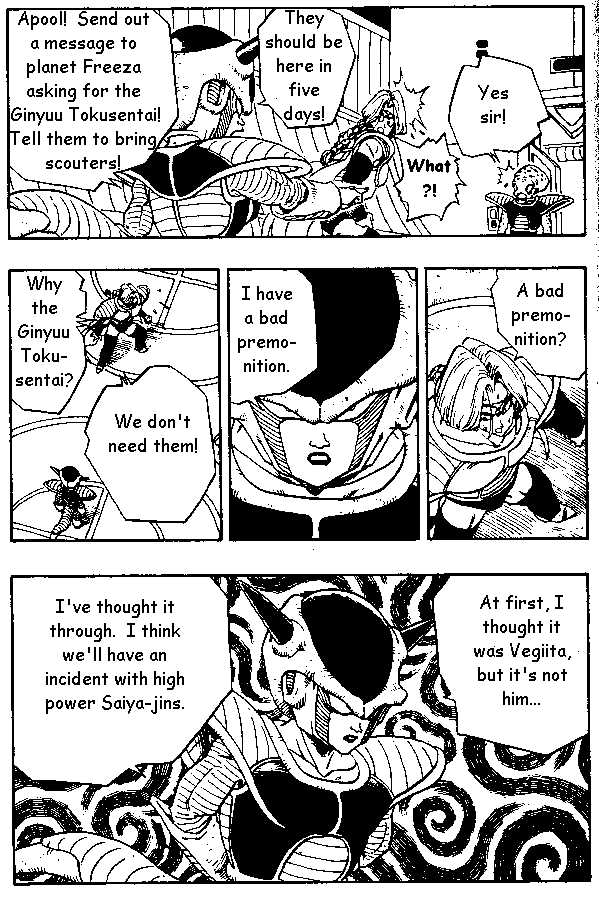 Apool! Send out
a message to
planet Freeza
asking for the
Ginyuu Tokusentai!
Tell them to bring
scouters!
They
should be
here in
five
days!
What
?!
Yes
sir!
Why
the
Ginyuu
Toku-
sentai?
We don't
need them!
I have
a bad
premo-
nition.
A bad
premo-
nition?
I've thought it
through. I think
we'll have an
incident with high
power Saiya-jins.
At first, I
thought it
was Vegiita,
but it's not
him...